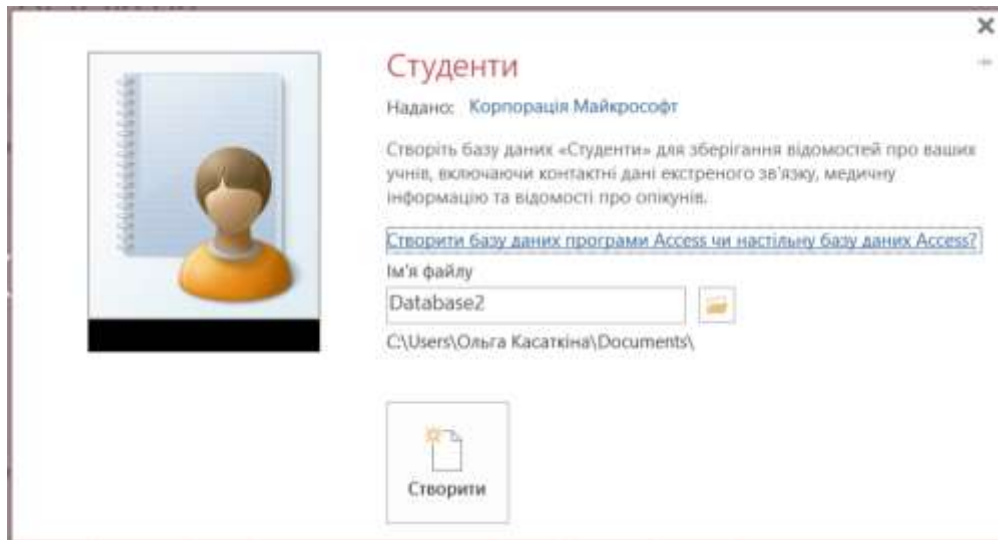 Студенти
Надано: Корпорація Майкрософт
Створіть базу даних «Студенти» для зберігання відомостей про ваших
учнів, включаючи контактні дані екстреного зв'язку, медичну
інформацію та відомості про опікунів.
Створити базу даних програми Access чи настільну базу даних Access?
Ім'я файлу
Database2
C:\Users\Ольга Касаткіна\Documents\
Створити